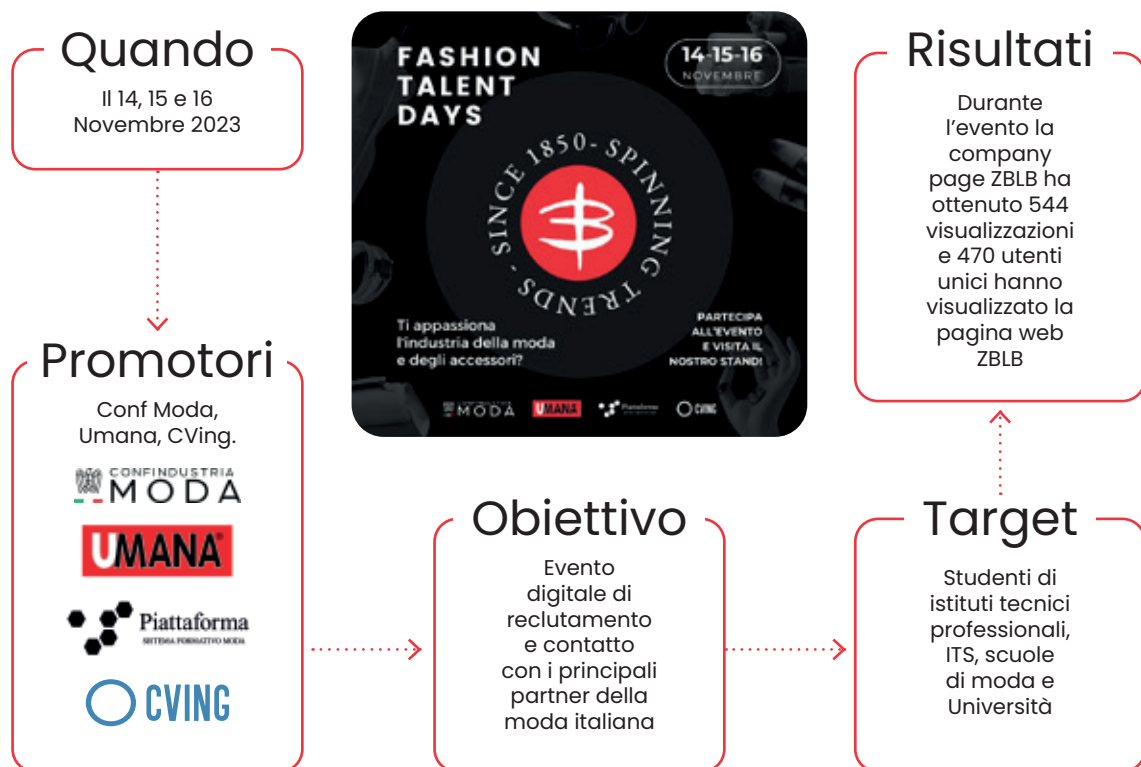 Quando
Il 14, 15 e 16
Novembre 2023
Promotori
Conf Moda,
Umana, CVing.
CONFINDUSTRIA
MODA
UMANA
Piattaforma
SISTEMA FORMATIVO MODA
CVING
FASHION
TALENT
DAYS
14-15-16
NOVEMBRE
SINCE 1850 - SPINNING TRENDS -
Ti appassiona
l'industria della moda
e degli accessori?
PARTECIPA
ALL'EVENTO
E VISITA IL
NOSTRO STAND!
MODA
UMANA
Piattaforma
CVING
Obiettivo
Evento
digitale di
reclutamento
e contatto
con i principali
partner della
moda italiana
Target
Studenti di
istituti tecnici
professionali,
ITS, scuole
di moda e
Università
Risultati
Durante
l'evento la
company
page ZBLB ha
ottenuto 544
visualizzazioni
e 470 utenti
unici hanno
visualizzato la
pagina web
ZBLB